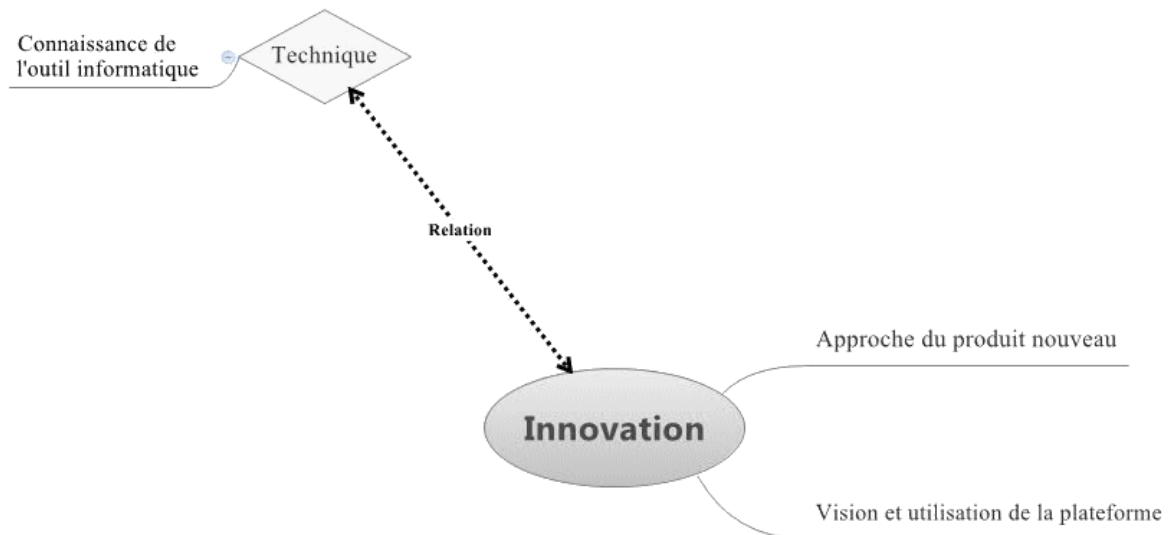 Connaissance de
l'outil informatique
Technique
Relation
Approche du produit nouveau
Innovation
Vision et utilisation de la plateforme